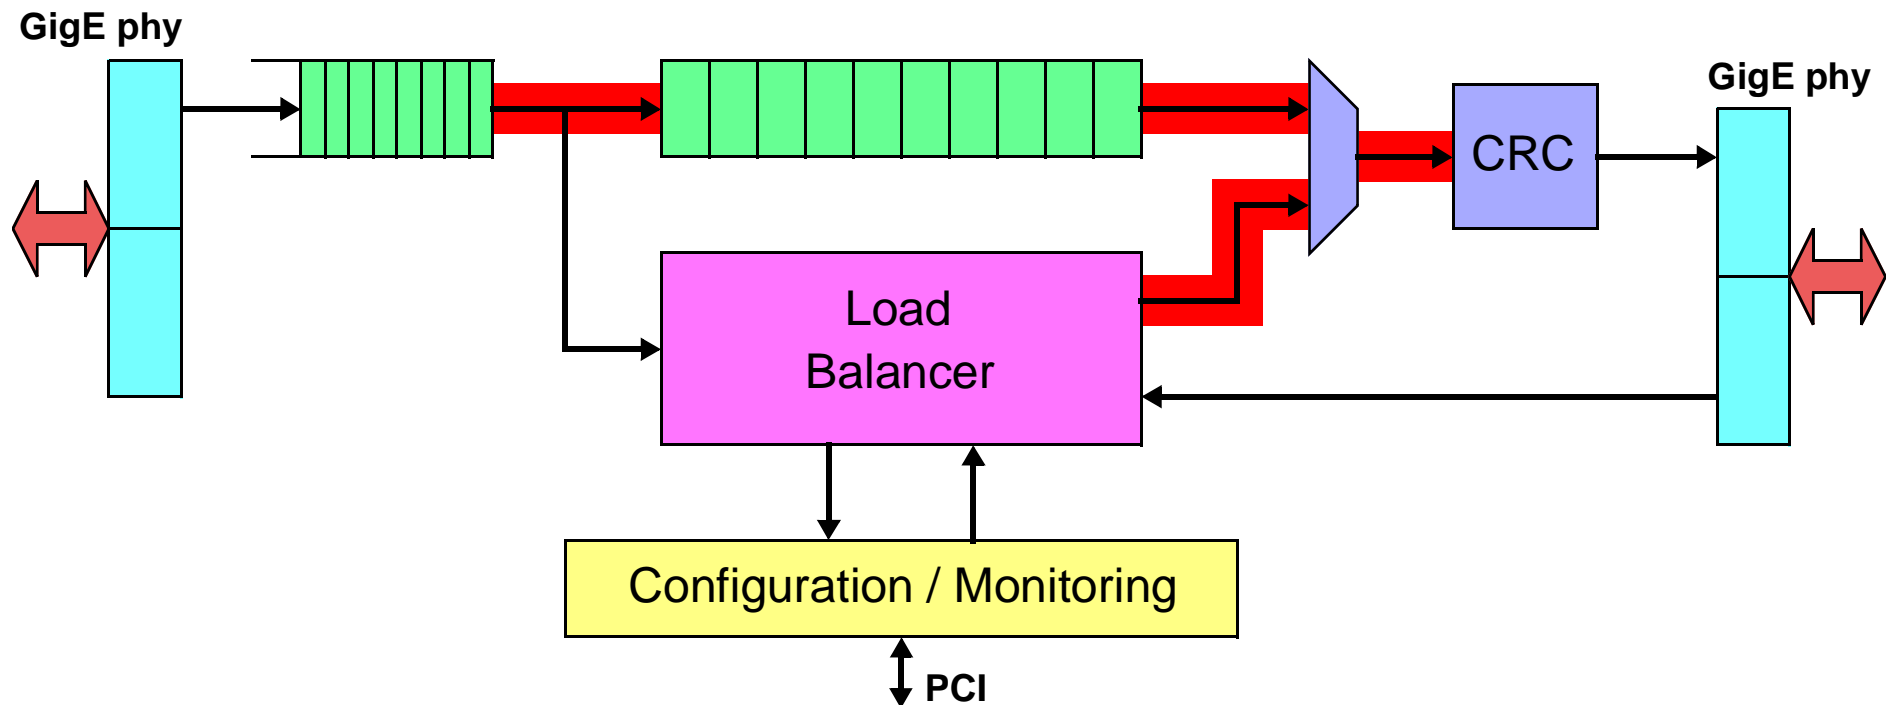 GigE phy
GigE phy
CRC
Load
Balancer
Configuration / Monitoring
PCI